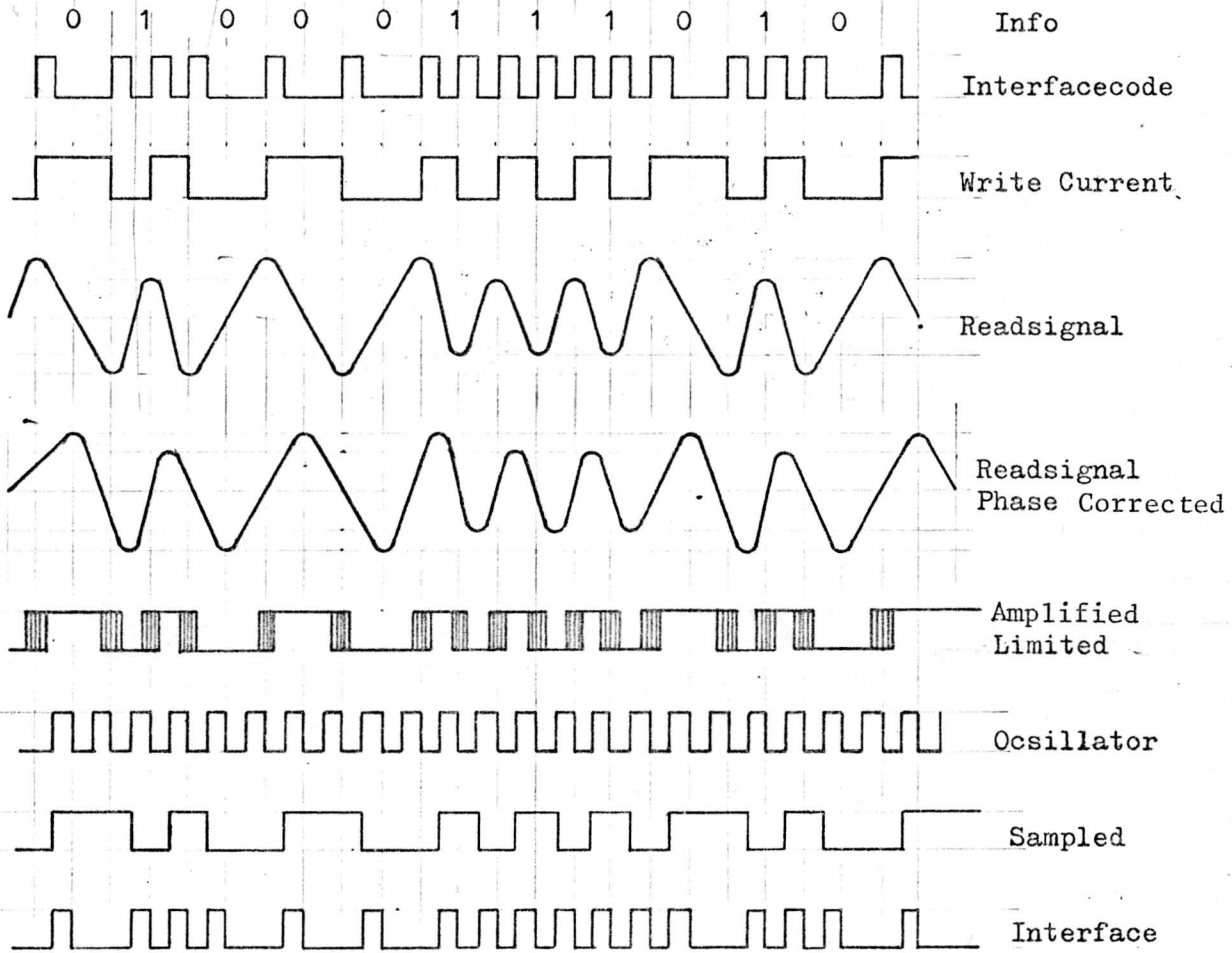 0 1 0 0 0 1 1 1 0 1 0 Info
Interfacecode
Write Current
Readsignal
Readsignal
Phase Corrected
Amplified
Limited
Ocsillator
Sampled
Interface